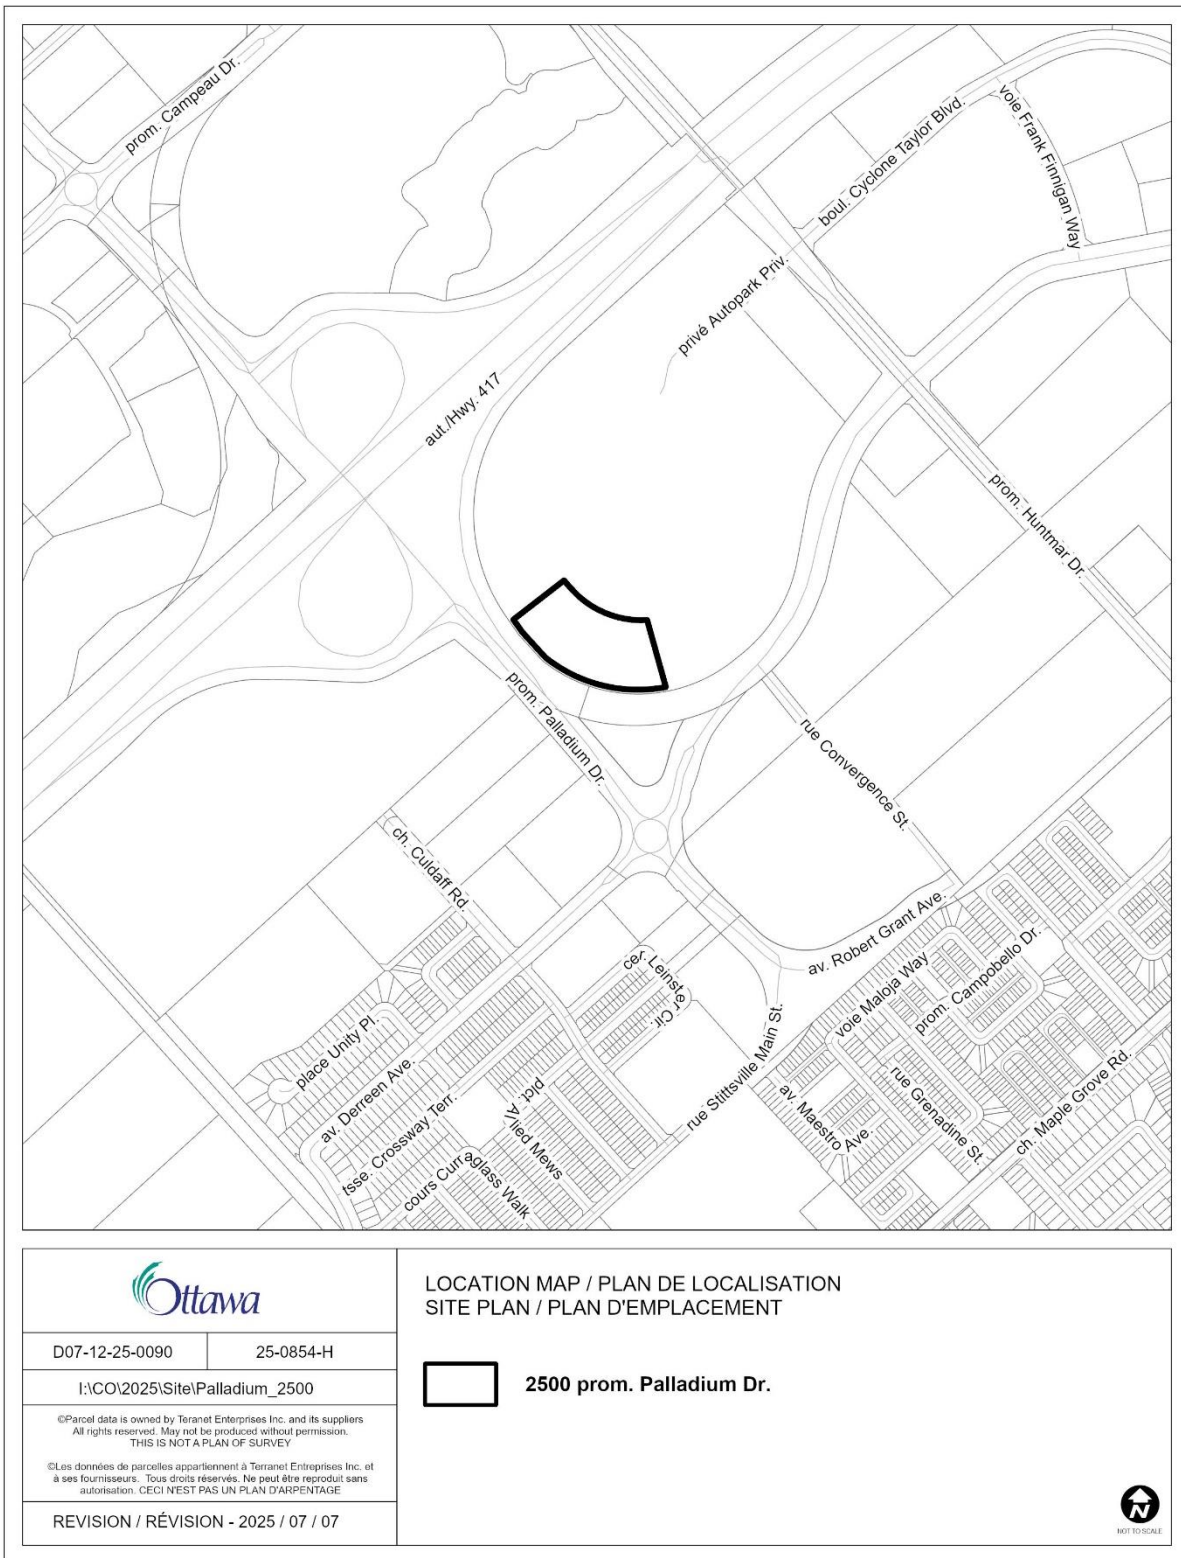 prom. Campeau Dr.
boul. Cyclone Taylor Blvd.
voie Frank Finnigan Way
privé Autopark Priv.
aut./Hwy. 417
prom. Huntmar Dr.
prom. Palladium Dr.
rue Convergence St.
ch. Culdaff Rd.
av. Robert Grant Ave.
cer. Leinster Cir.
voie Maloja Way
prom. Campobello Dr.
place Unity Pl.
rue Stittsville Main St.
av. Derreen Ave.
plct. Allied Mews
av. Maestro Ave.
rue Grenadine St.
ch. Maple Grove Rd.
tsse. Crossway Terr.
cours Curraglass Walk
Ottawa
D07-12-25-0090
25-0854-H
I:\CO\2025\Site\Palladium_2500
©Parcel data is owned by Teranet Enterprises Inc. and its suppliers
All rights reserved. May not be produced without permission.
THIS IS NOT A PLAN OF SURVEY
©Les données de parcelles appartiennent à Terranet Entreprises Inc. et
à ses fournisseurs. Tous droits réservés. Ne peut être reproduit sans
autorisation. CECI N'EST PAS UN PLAN D'ARPENTAGE
REVISION / RÉVISION - 2025 / 07 / 07
LOCATION MAP / PLAN DE LOCALISATION
SITE PLAN / PLAN D'EMPLACEMENT
2500 prom. Palladium Dr.
N
NOT TO SCALE